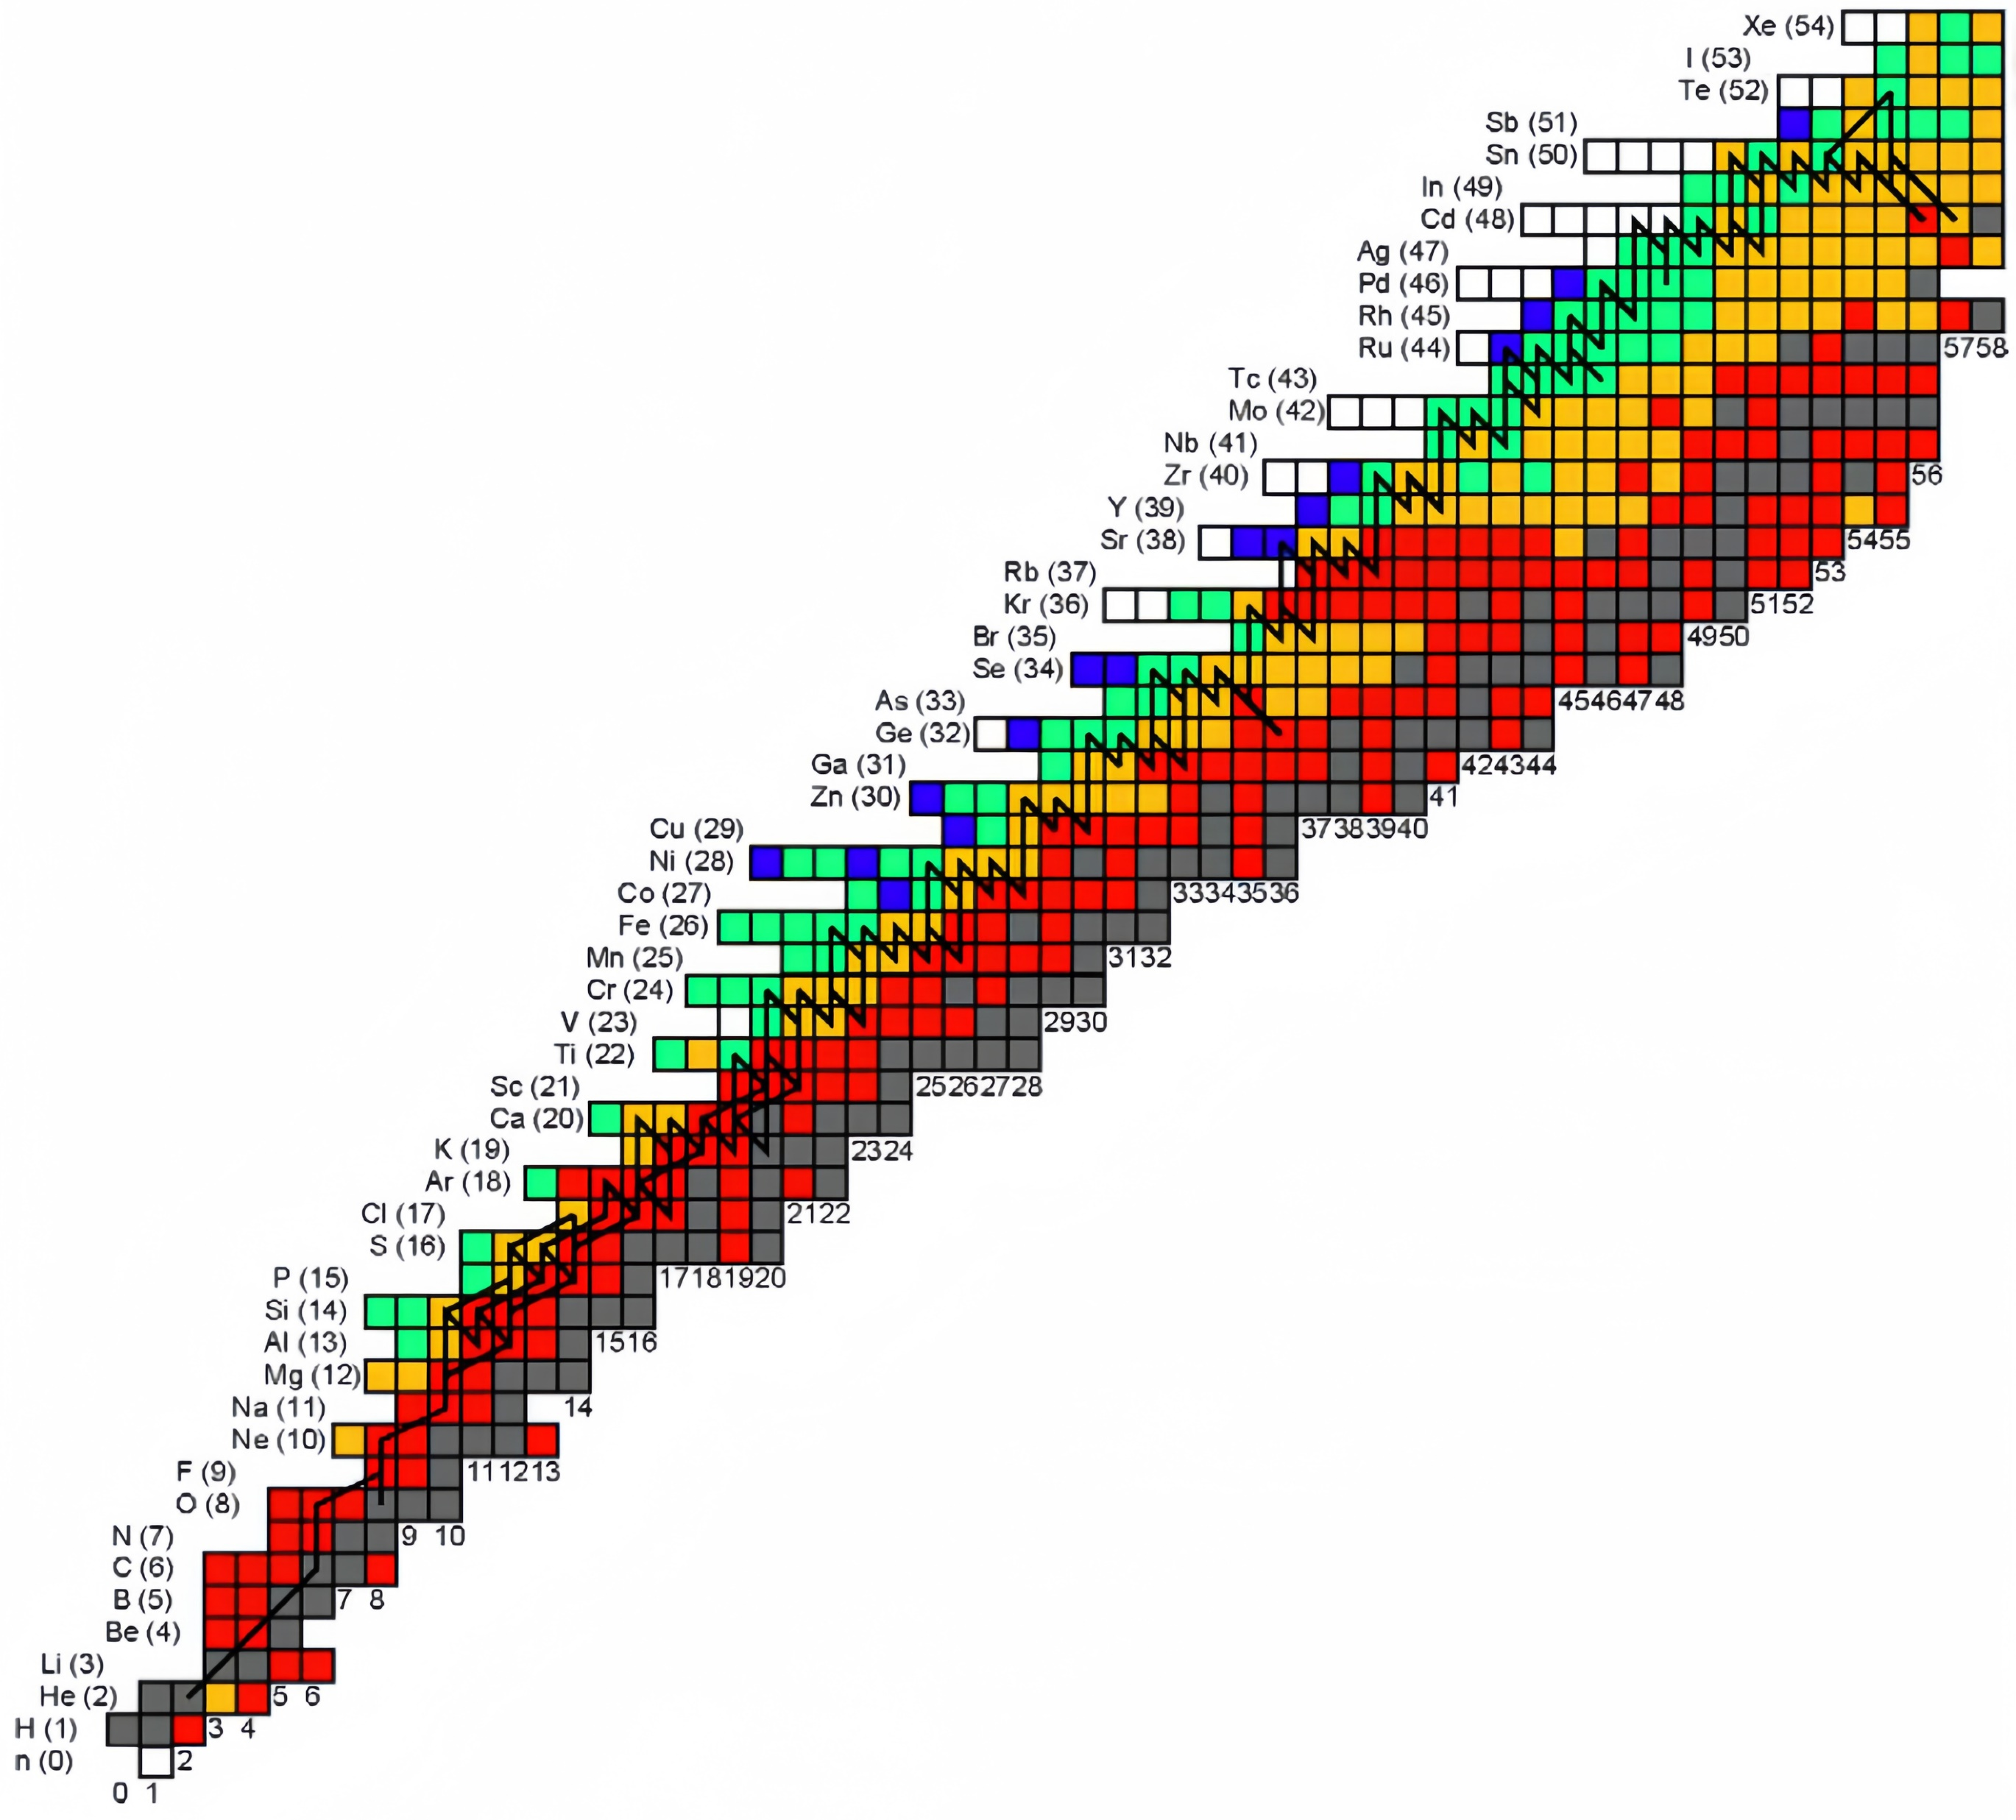 Xe (54)
I (53)
Te (52)
Sb (51)
Sn (50)
In (49)
Cd (48)
Ag (47)
Pd (46)
Rh (45)
Ru (44) 5758
Tc (43)
Mo (42)
Nb (41)
Zr (40) 56
Y (39)
Sr (38) 5455
Rb (37) 53
Kr (36) 5152
Br (35) 4950
Se (34)
As (33) 45464748
Ge (32)
Ga (31) 424344
Zn (30) 41
Cu (29) 37383940
Ni (28)
Co (27) 33343536
Fe (26)
Mn (25) 3132
Cr (24)
V (23) 2930
Ti (22)
Sc (21) 25262728
Ca (20)
K (19) 2324
Ar (18)
Cl (17) 2122
S (16)
P (15) 17181920
Si (14)
Al (13) 1516
Mg (12)
Na (11) 14
Ne (10)
F (9) 111213
O (8)
N (7) 9 10
C (6)
B (5) 7 8
Be (4)
Li (3)
He (2) 5 6
H (1) 3 4
n (0) 2
0 1